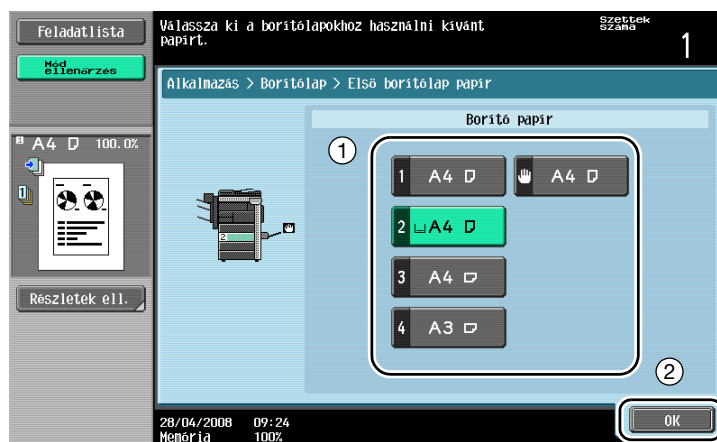 Feladatlista
Válassza ki a borítólapokhoz használni kívánt
papírt.
Szettek
száma
1
Mód
ellenőrzés
Alkalmazás > Borítólap > Első borítólap papír
Borító papír
A4 100.0%
1
1 A4
A4
2 A4
3 A4
4 A3
2
1
Részletek ell.
2
OK
28/04/2008 09:24
Memória 100%